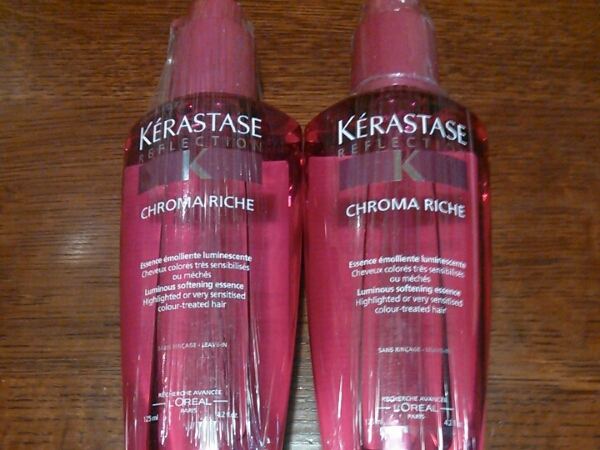 KÉRASTASE
REFLECTION
K
CHROMA RICHE
Essence émolliente luminescente
Cheveux colorés très sensibilisés
ou méchés
Luminous softening essence
Highlighted or very sensitised
colour-treated hair
SANS RINÇAGE - LEAVE-IN
RECHERCHE AVANCÉE
L'ORÉAL
PARIS
125 ml 4.2 fl.oz
KÉRASTASE
REFLECTION
K
CHROMA RICHE
Essence émolliente luminescente
Cheveux colorés très sensibilisés
ou méchés
Luminous softening essence
Highlighted or very sensitised
colour-treated hair
SANS RINÇAGE - LEAVE-IN
RECHERCHE AVANCÉE
L'ORÉAL
PARIS